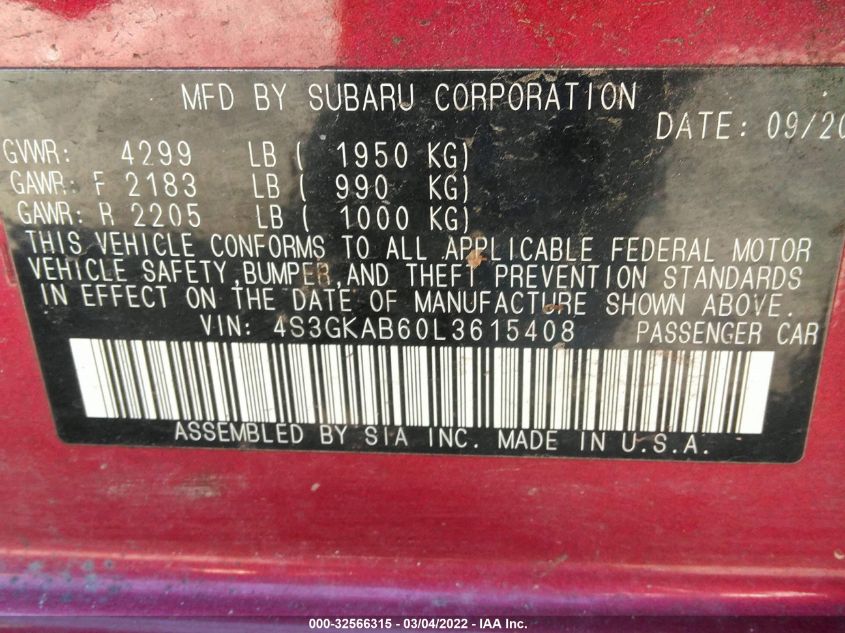 MFD BY SUBARU CORPORATION
DATE: 09/20
GVWR: 4299 LB ( 1950 KG)
GAWR: F 2183 LB ( 990 KG)
GAWR: R 2205 LB ( 1000 KG)
THIS VEHICLE CONFORMS TO ALL APPLICABLE FEDERAL MOTOR
VEHICLE SAFETY,BUMPER,AND THEFT PREVENTION STANDARDS
IN EFFECT ON THE DATE OF MANUFACTURE SHOWN ABOVE.
VIN: 4S3GKAB60L3615408 PASSENGER CAR
ASSEMBLED BY SIA INC. MADE IN U.S.A.
000-32566315 - 03/04/2022 - IAA Inc.